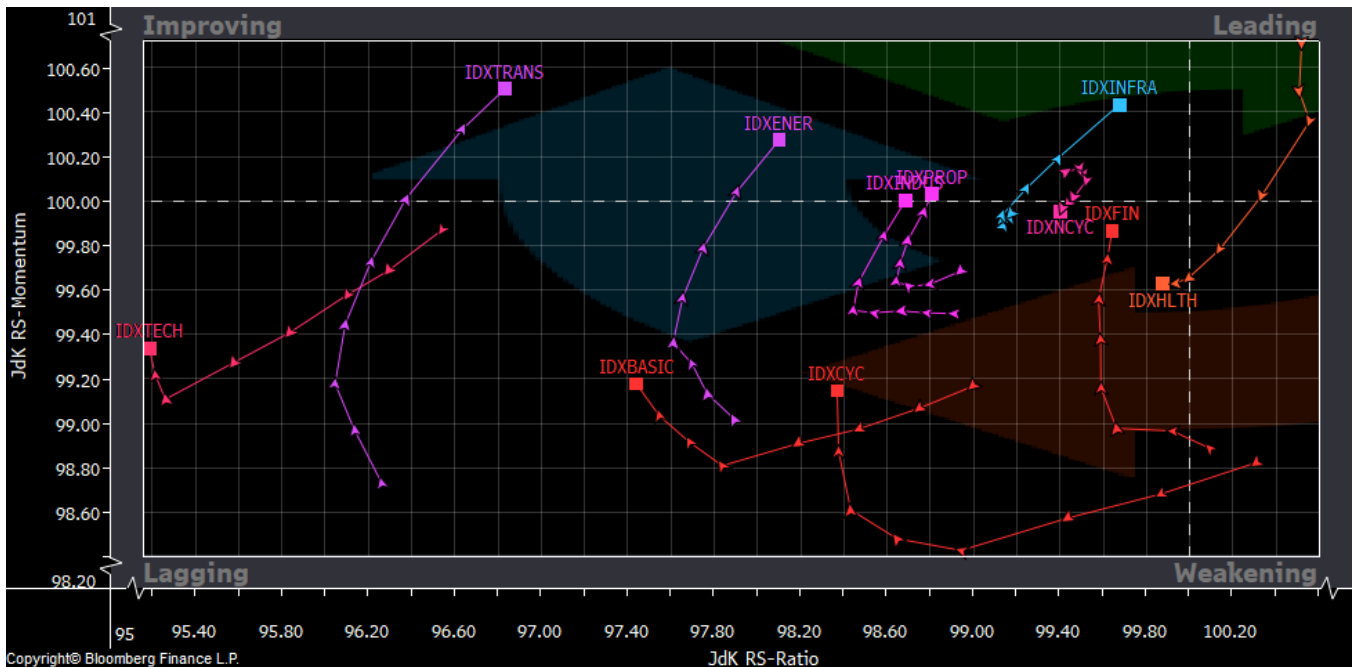 101
Improving
Leading
100.60
IDXTRANS
IDXINFRA
100.40
IDXENER
100.20
IDXINDUS
IDXPROP
100.00
IDXNCYC
IDXFIN
99.80
99.60
IDXHLTH
JdK RS-Momentum
99.40
IDXTECH
IDXBASIC
IDXCYC
99.20
99.00
98.80
98.60
98.20
Lagging
Weakening
95
95.40
95.80
96.20
96.60
97.00
97.40
97.80
98.20
98.60
99.00
99.40
99.80
100.20
Copyright© Bloomberg Finance L.P.
JdK RS-Ratio